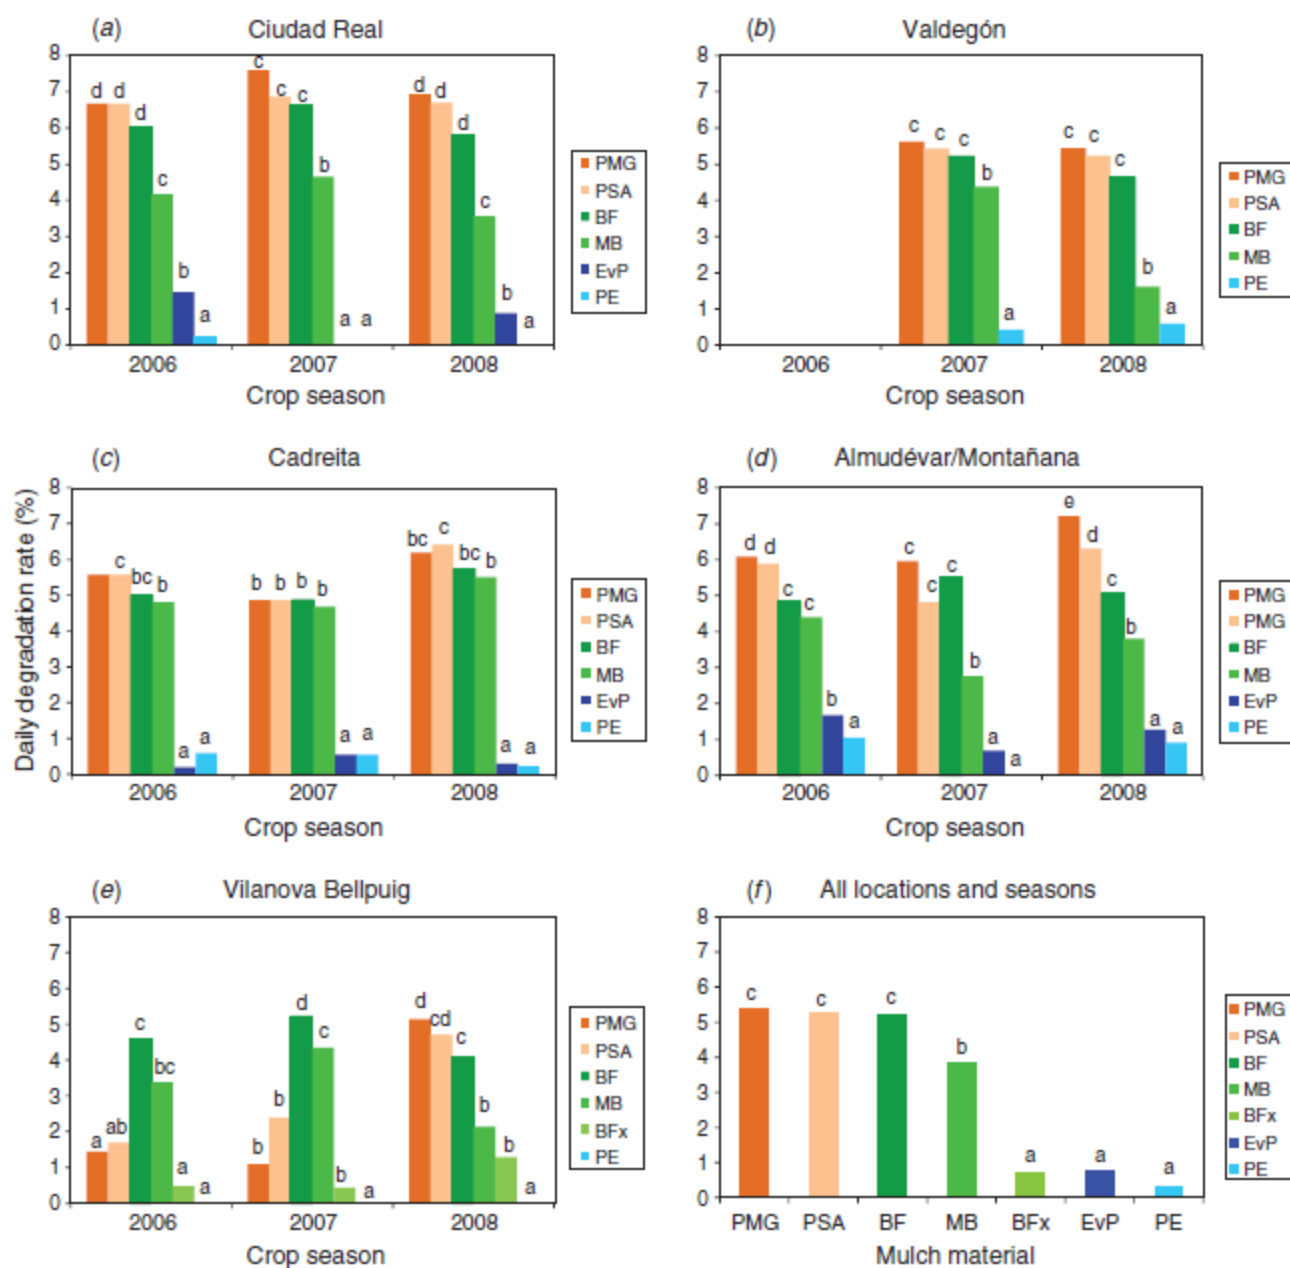 (a) Ciudad Real
8
7
6
5
4
3
2
1
0
d d d c b a
c c c b a a
d d d c b a
2006 2007 2008
Crop season
PMG
PSA
BF
MB
EvP
PE
(b) Valdegón
8
7
6
5
4
3
2
1
0
c c c b a
c c c b a
2006 2007 2008
Crop season
PMG
PSA
BF
MB
PE
Daily degradation rate (%)
(c) Cadreita
8
7
6
5
4
3
2
1
0
c bc b a a
b b b b a a
bc c bc b a a
2006 2007 2008
Crop season
PMG
PSA
BF
MB
EvP
PE
(d) Almudévar/Montañana
8
7
6
5
4
3
2
1
0
d d c c b a
c c c b a a
e d c b a a
2006 2007 2008
Crop season
PMG
PMG
BF
MB
EvP
PE
(e) Vilanova Bellpuig
8
7
6
5
4
3
2
1
0
a ab c bc a a
b b d c b a
d cd c b b a
2006 2007 2008
Crop season
PMG
PSA
BF
MB
BFx
PE
(f) All locations and seasons
8
7
6
5
4
3
2
1
0
c c c b a a a
PMG PSA BF MB BFx EvP PE
Mulch material
PMG
PSA
BF
MB
BFx
EvP
PE